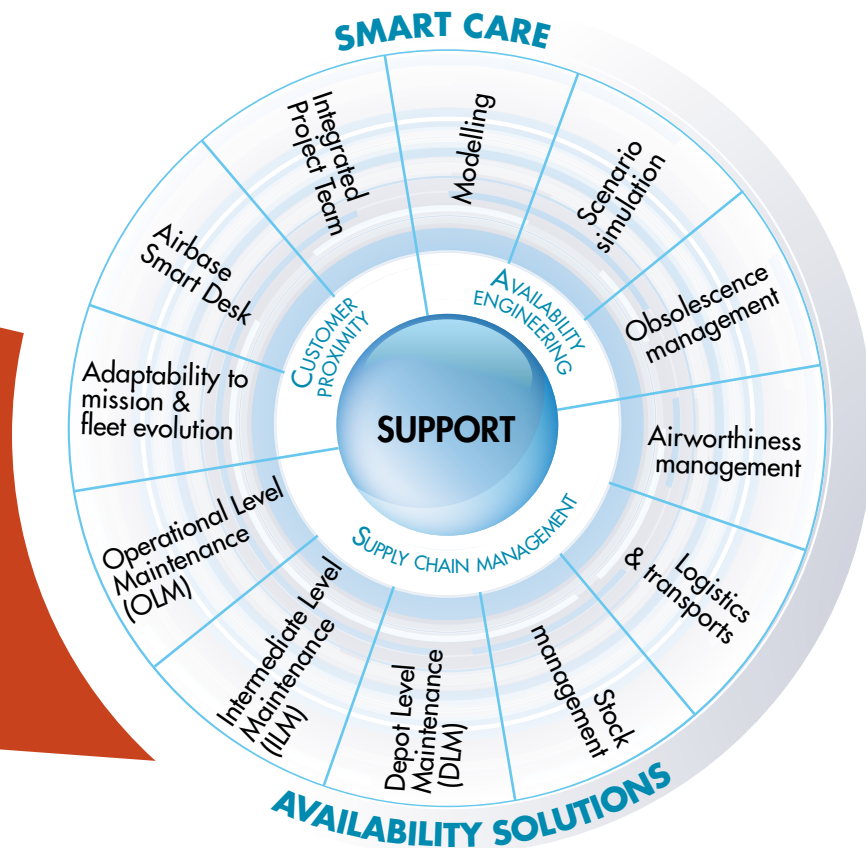 SMART CARE
Integrated
Project Team
Modelling
Scenario
simulation
Obsolescence
management
Airworthiness
management
Logistics
& transports
Stock
management
Depot Level
Maintenance
(DLM)
Intermediate Level
Maintenance
(ILM)
Operational Level
Maintenance
(OLM)
Adaptability to
mission &
fleet evolution
Airbase
Smart Desk
CUSTOMER
PROXIMITY
AVAILABILITY
ENGINEERING
SUPPLY CHAIN MANAGEMENT
SUPPORT
AVAILABILITY SOLUTIONS